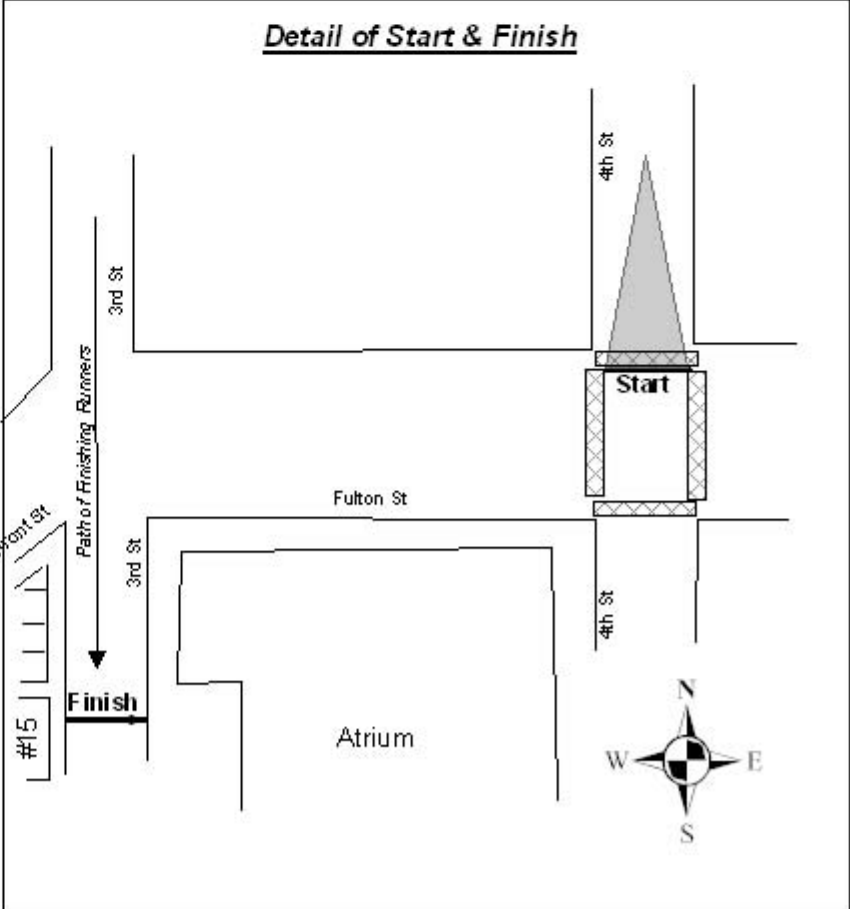 Detail of Start & Finish
4th St
3rd St
Path of Finishing Runners
Start
Fulton St
ront St
3rd St
4th St
Finish
#15
Atrium
N
W
E
S